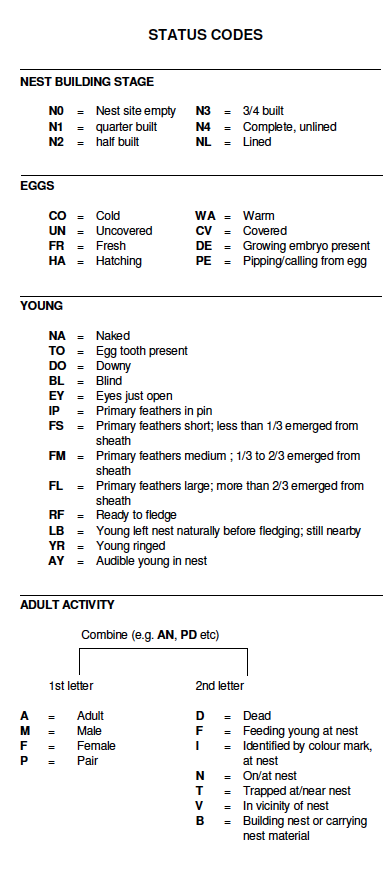 STATUS CODES
NEST BUILDING STAGE
N0 = Nest site empty N3 = 3/4 built
N1 = quarter built N4 = Complete, unlined
N2 = half built NL = Lined
EGGS
CO = Cold WA = Warm
UN = Uncovered CV = Covered
FR = Fresh DE = Growing embryo present
HA = Hatching PE = Pipping/calling from egg
YOUNG
NA = Naked
TO = Egg tooth present
DO = Downy
BL = Blind
EY = Eyes just open
IP = Primary feathers in pin
FS = Primary feathers short; less than 1/3 emerged from
sheath
FM = Primary feathers medium ; 1/3 to 2/3 emerged from
sheath
FL = Primary feathers large; more than 2/3 emerged from
sheath
RF = Ready to fledge
LB = Young left nest naturally before fledging; still nearby
YR = Young ringed
AY = Audible young in nest
ADULT ACTIVITY
Combine (e.g. AN, PD etc)
1st letter 2nd letter
A = Adult D = Dead
M = Male F = Feeding young at nest
F = Female I = Identified by colour mark,
P = Pair at nest
N = On/at nest
T = Trapped at/near nest
V = In vicinity of nest
B = Building nest or carrying
nest material